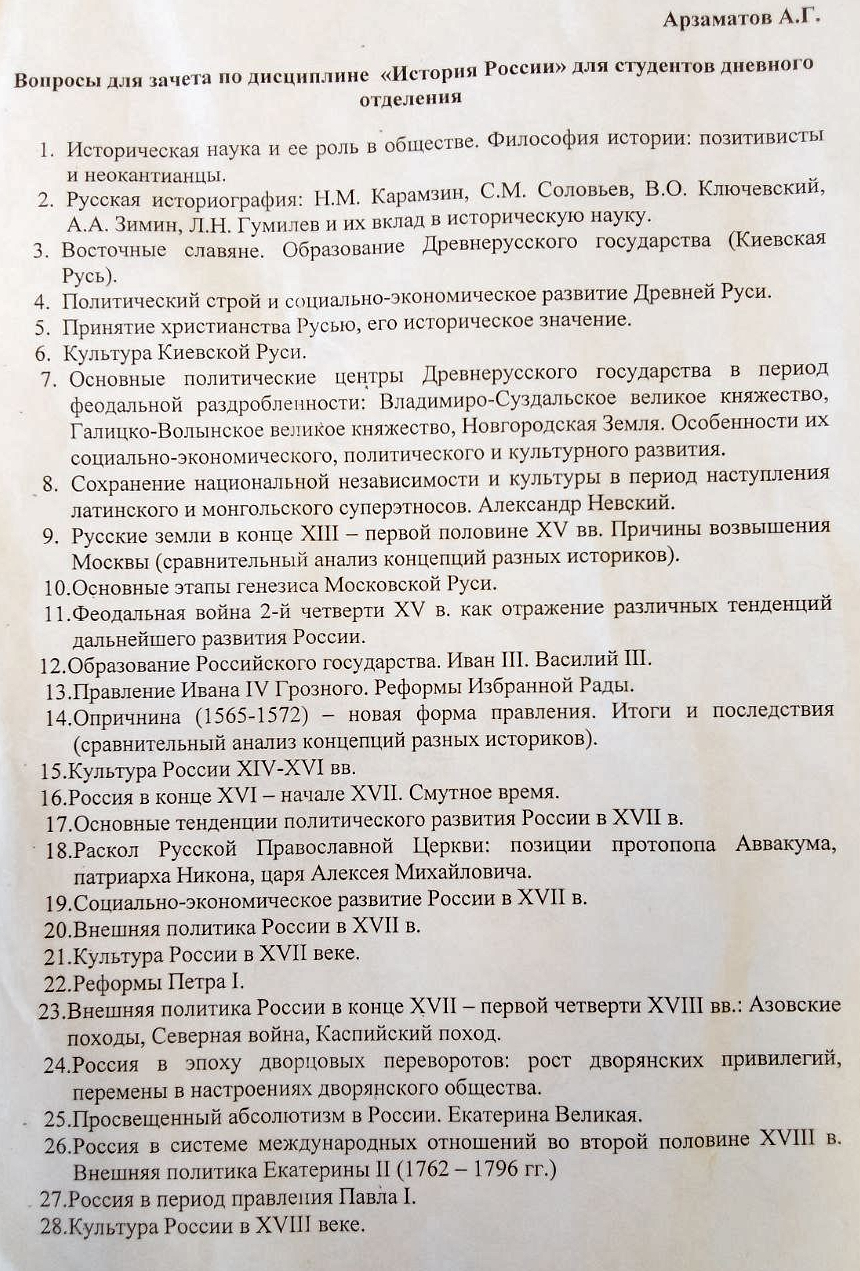 Арзаматов А.Г.
Вопросы для зачета по дисциплине «История России» для студентов дневного
отделения
1. Историческая наука и ее роль в обществе. Философия истории: позитивисты
и неокантианцы.
2. Русская историография: Н.М. Карамзин, С.М. Соловьев, В.О. Ключевский,
А.А. Зимин, Л.Н. Гумилев и их вклад в историческую науку.
3. Восточные славяне. Образование Древнерусского государства (Киевская
Русь).
4. Политический строй и социально-экономическое развитие Древней Руси.
5. Принятие христианства Русью, его историческое значение.
6. Культура Киевской Руси.
7. Основные политические центры Древнерусского государства в период
феодальной раздробленности: Владимиро-Суздальское великое княжество,
Галицко-Волынское великое княжество, Новгородская Земля. Особенности их
социально-экономического, политического и культурного развития.
8. Сохранение национальной независимости и культуры в период наступления
латинского и монгольского суперэтносов. Александр Невский.
9. Русские земли в конце XIII – первой половине XV вв. Причины возвышения
Москвы (сравнительный анализ концепций разных историков).
10.Основные этапы генезиса Московской Руси.
11.Феодальная война 2-й четверти XV в. как отражение различных тенденций
дальнейшего развития России.
12.Образование Российского государства. Иван III. Василий III.
13.Правление Ивана IV Грозного. Реформы Избранной Рады.
14.Опричнина (1565-1572) – новая форма правления. Итоги и последствия
(сравнительный анализ концепций разных историков).
15.Культура России XIV-XVI вв.
16.Россия в конце XVI – начале XVII. Смутное время.
17.Основные тенденции политического развития России в XVII в.
18.Раскол Русской Православной Церкви: позиции протопопа Аввакума,
патриарха Никона, царя Алексея Михайловича.
19.Социально-экономическое развитие России в XVII в.
20.Внешняя политика России в XVII в.
21.Культура России в XVII веке.
22.Реформы Петра I.
23.Внешняя политика России в конце XVII – первой четверти XVIII вв.: Азовские
походы, Северная война, Каспийский поход.
24.Россия в эпоху дворцовых переворотов: рост дворянских привилегий,
перемены в настроениях дворянского общества.
25.Просвещенный абсолютизм в России. Екатерина Великая.
26.Россия в системе международных отношений во второй половине XVIII в.
Внешняя политика Екатерины II (1762 – 1796 гг.)
27.Россия в период правления Павла I.
28.Культура России в XVIII веке.